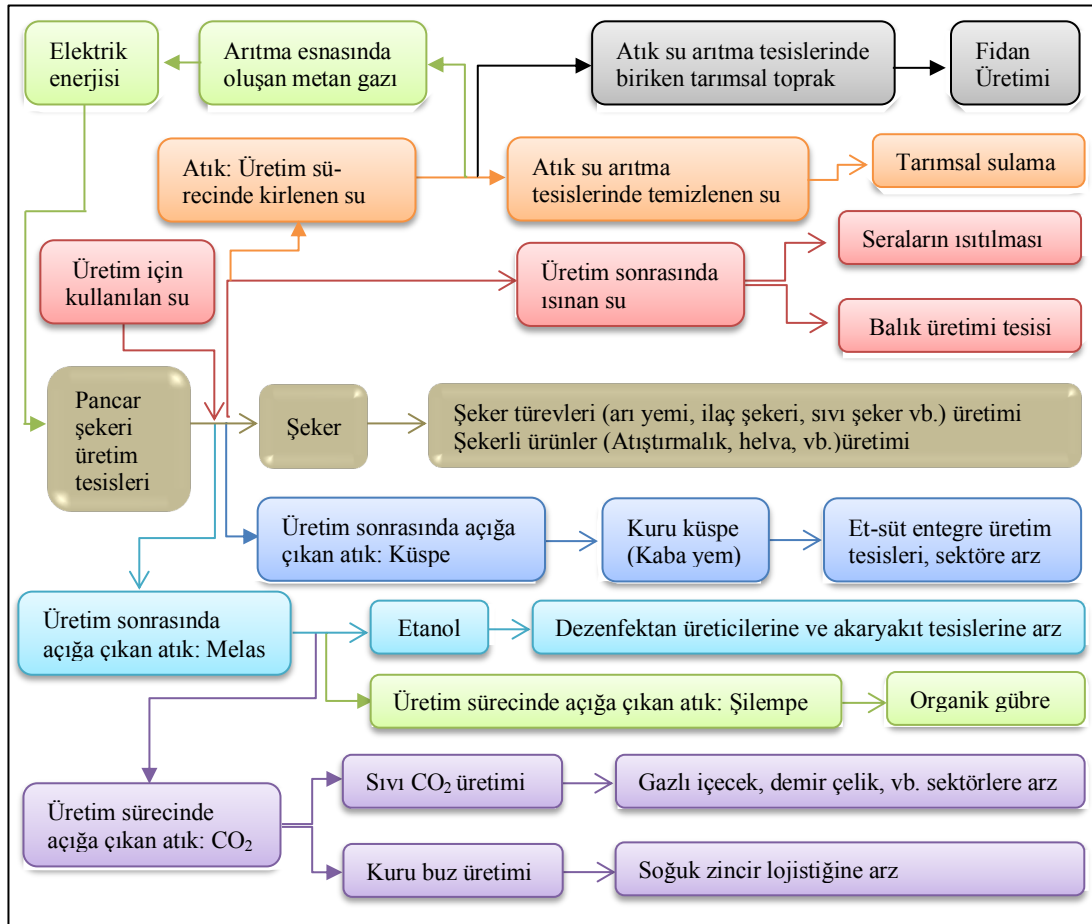 Elektrik
enerjisi
Arıtma esnasında
oluşan metan gazı
Atık su arıtma tesislerinde
biriken tarımsal toprak
Fidan
Üretimi
Atık: Üretim sü-
recinde kirlenen su
Atık su arıtma
tesislerinde temizlenen su
Tarımsal sulama
Üretim için
kullanılan su
Üretim sonrasında
ısınan su
Seraların ısıtılması
Balık üretimi tesisi
Pancar
şekeri
üretim
tesisleri
Şeker
Şeker türevleri (arı yemi, ilaç şekeri, sıvı şeker vb.) üretimi
Şekerli ürünler (Atıştırmalık, helva, vb.)üretimi
Üretim sonrasında açığa
çıkan atık: Küspe
Kuru küspe
(Kaba yem)
Et-süt entegre üretim
tesisleri, sektöre arz
Üretim sonrasında
açığa çıkan atık: Melas
Etanol
Dezenfektan üreticilerine ve akaryakıt tesislerine arz
Üretim sürecinde açığa çıkan atık: Şilempe
Organik gübre
Üretim sürecinde
açığa çıkan atık: CO₂
Sıvı CO₂ üretimi
Gazlı içecek, demir çelik, vb. sektörlere arz
Kuru buz üretimi
Soğuk zincir lojistiğine arz